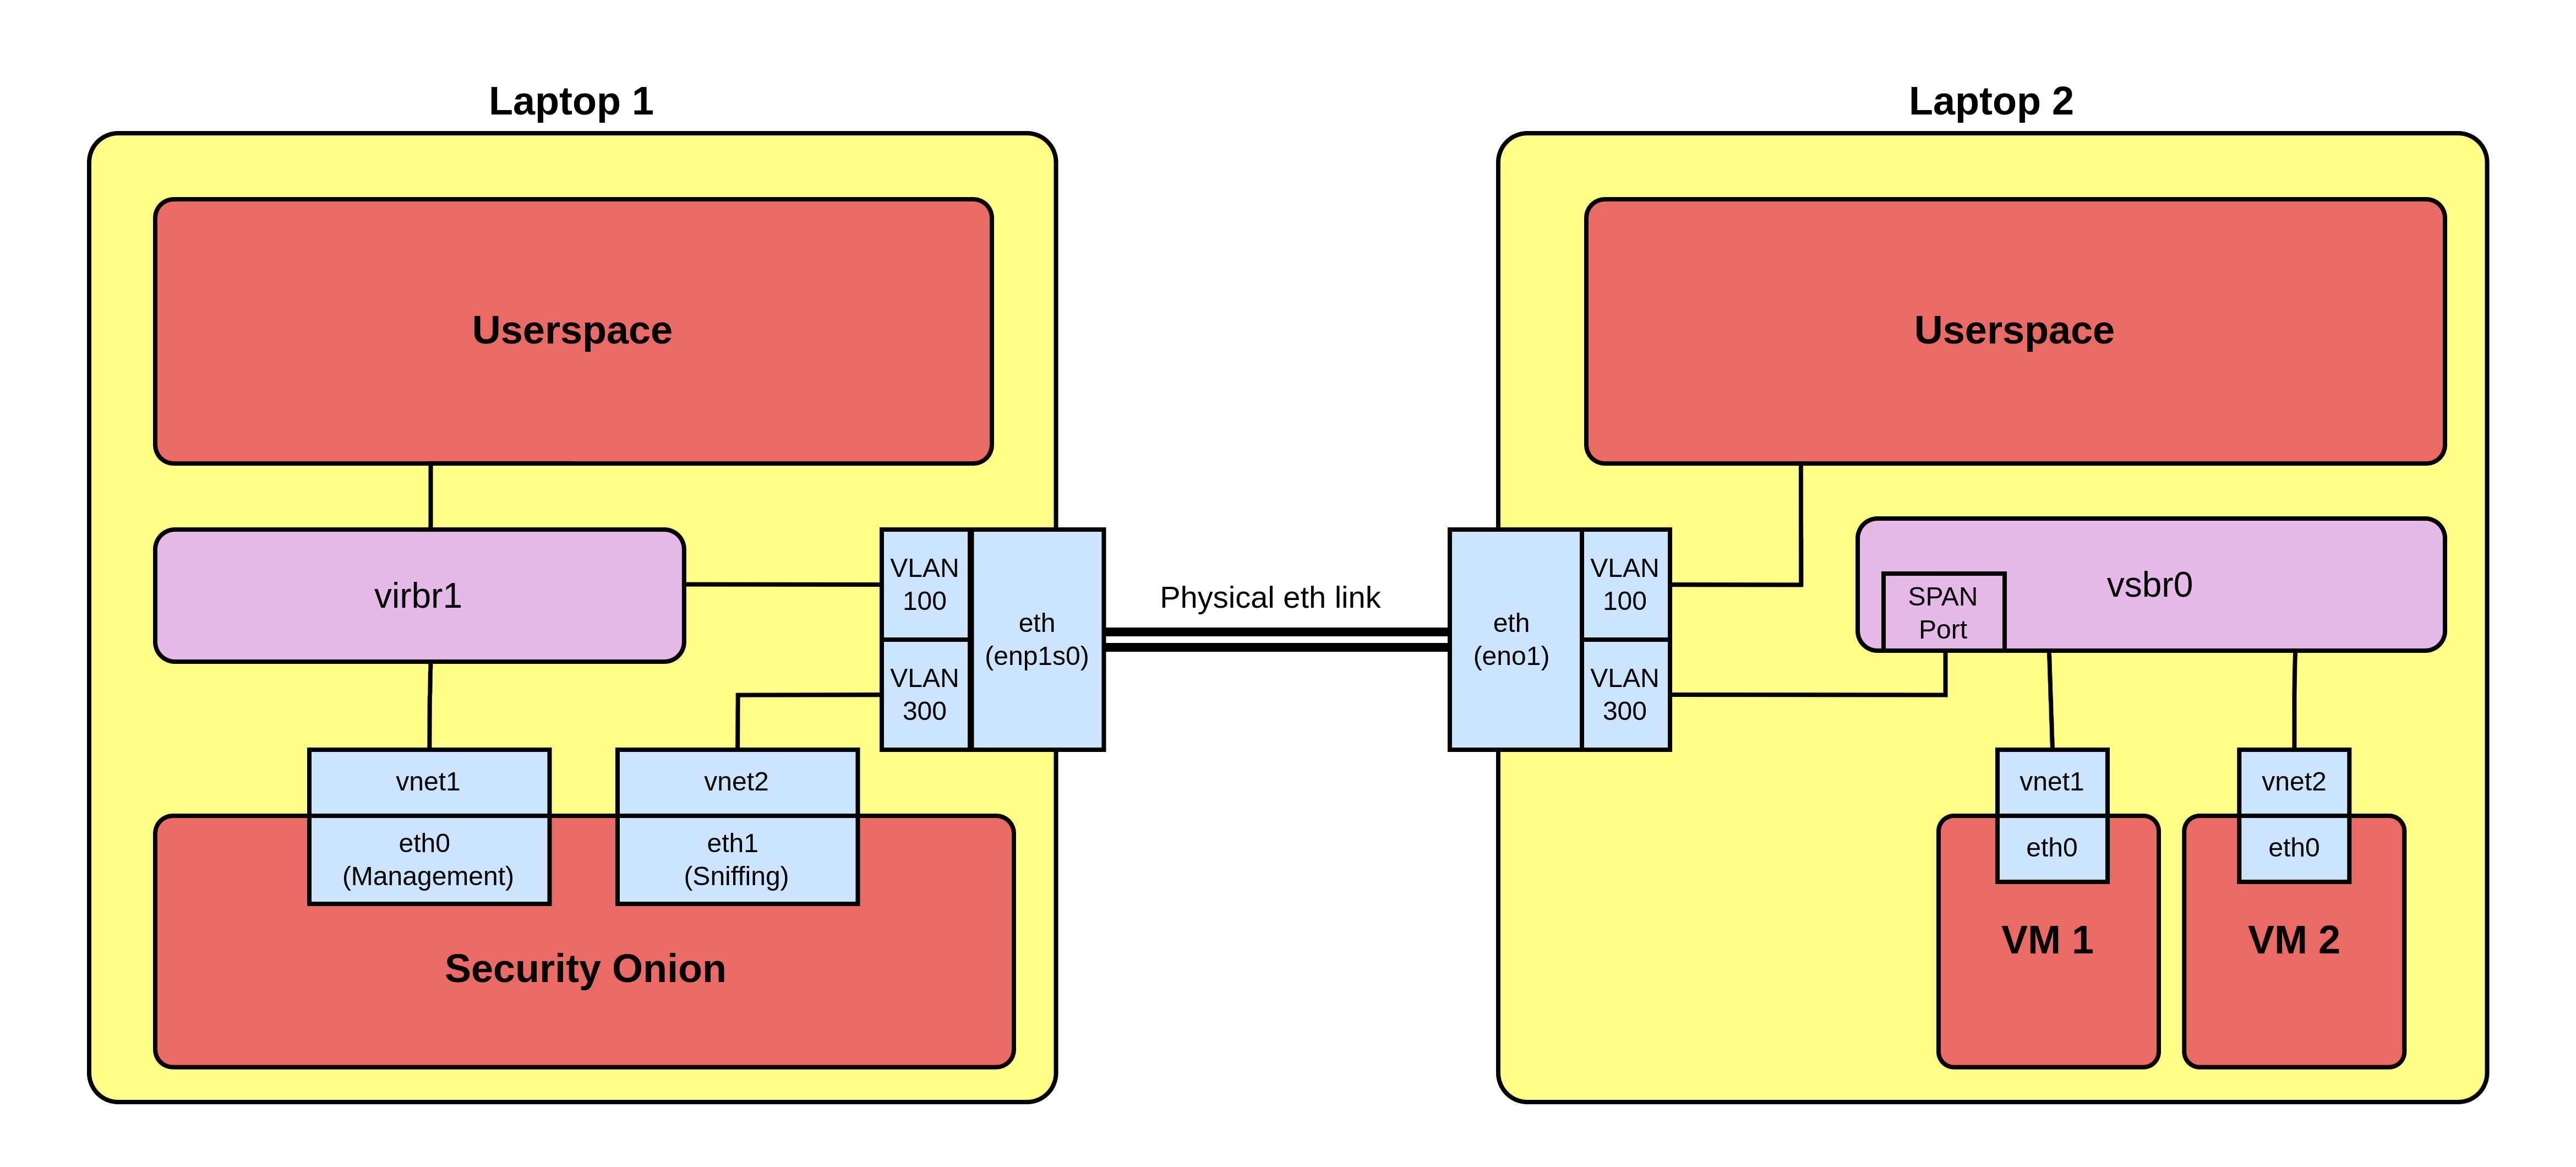 Laptop 1
Userspace
virbr1
VLAN
100
VLAN
300
eth
(enp1s0)
vnet1
eth0
(Management)
vnet2
eth1
(Sniffing)
Security Onion
Physical eth link
Laptop 2
Userspace
eth
(eno1)
VLAN
100
VLAN
300
SPAN
Port
vsbr0
vnet1
eth0
VM 1
vnet2
eth0
VM 2